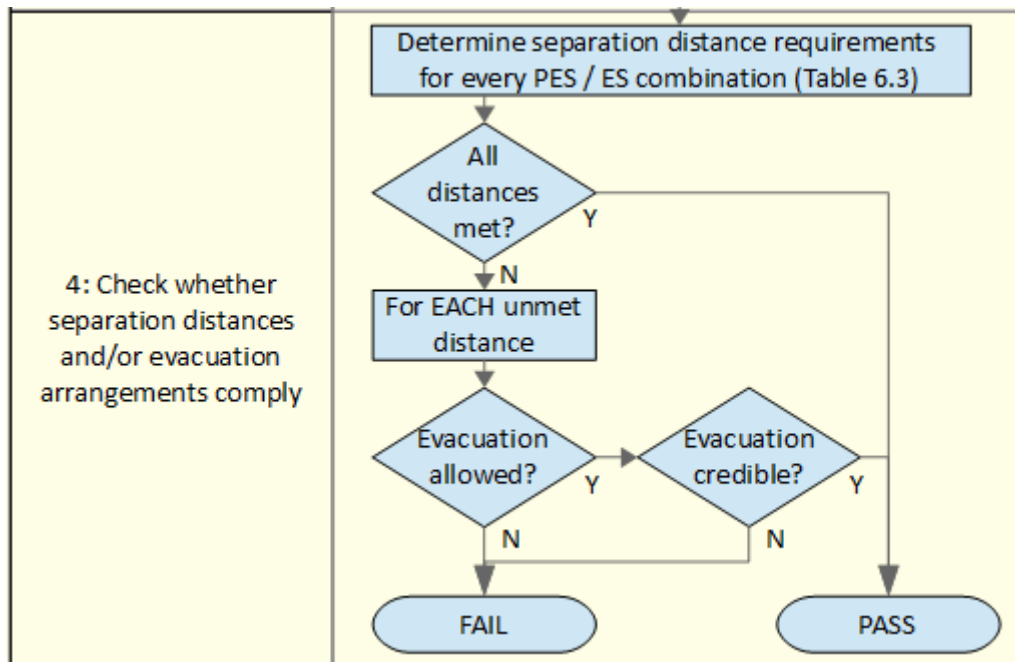 4: Check whether
separation distances
and/or evacuation
arrangements comply
Determine separation distance requirements
for every PES / ES combination (Table 6.3)
All
distances
met?
Y
N
For EACH unmet
distance
Evacuation
allowed?
Y
N
Evacuation
credible?
Y
N
FAIL
PASS